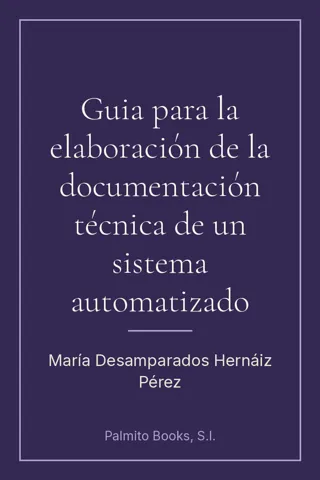 Guia para la
elaboración de la
documentación
técnica de un
sistema
automatizado
María Desamparados Hernáiz
Pérez
Palmito Books, S.l.